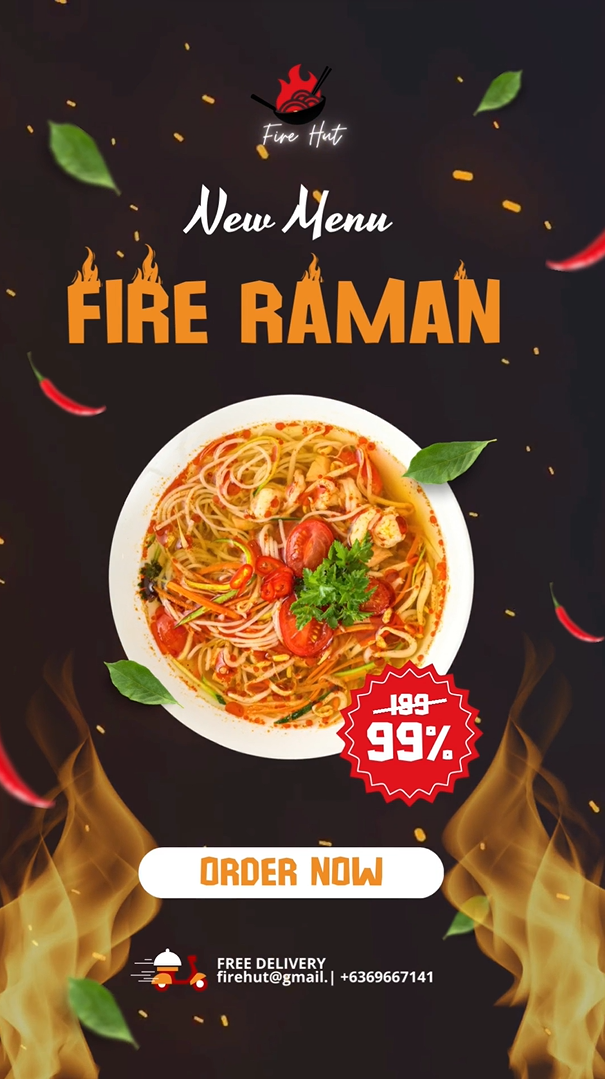 Fire Hut
New Menu
FIRE RAMAN
199
99%
ORDER NOW
FREE DELIVERY
firehut@gmail.| +6369667141